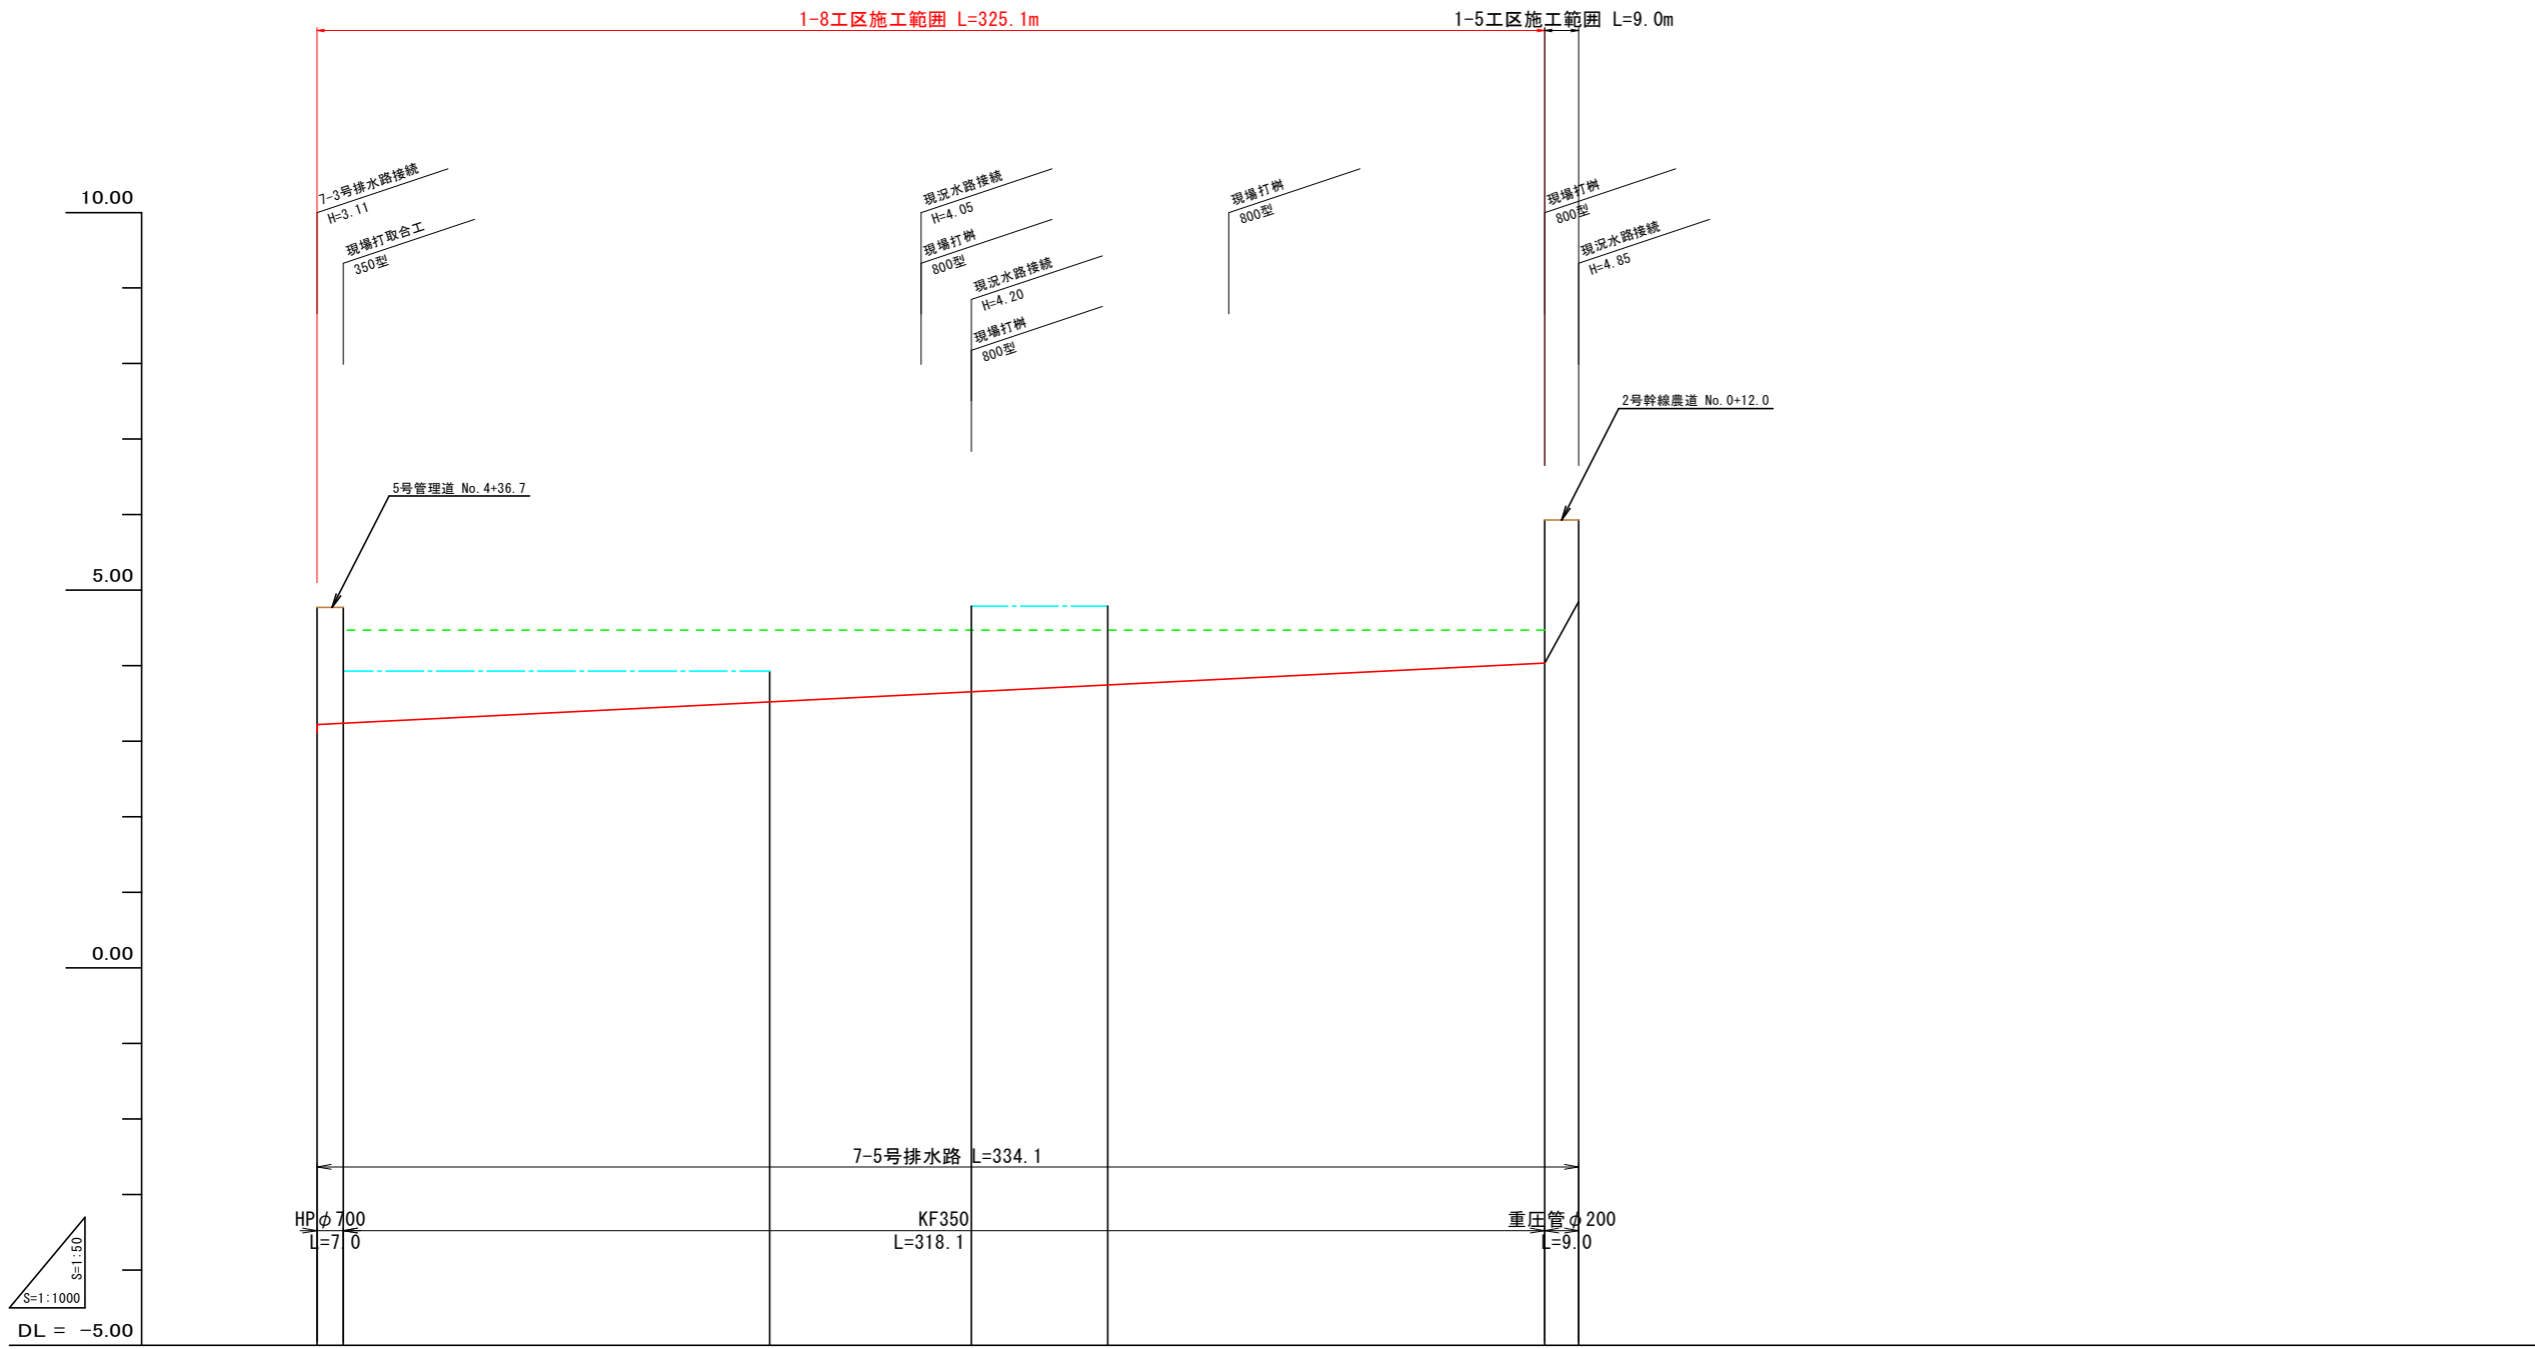 1-8工区施工範囲 L=325.1m
1-5工区施工範囲 L=9.0m
7-3号排水路接続
H=3.11
現場打取合工
350型
現況水路接続
H=4.05
現場打桝
800型
現況水路接続
H=4.20
現場打桝
800型
現場打桝
800型
現場打桝
800型
現況水路接続
H=4.85
10.00
2号幹線農道 No.0+12.0
5号管理道 No.4+36.7
5.00
0.00
7-5号排水路 L=334.1
HPφ700
L=7.0
KF350
L=318.1
重圧管φ200
L=9.0
S=1:50
S=1:1000
DL = -5.00